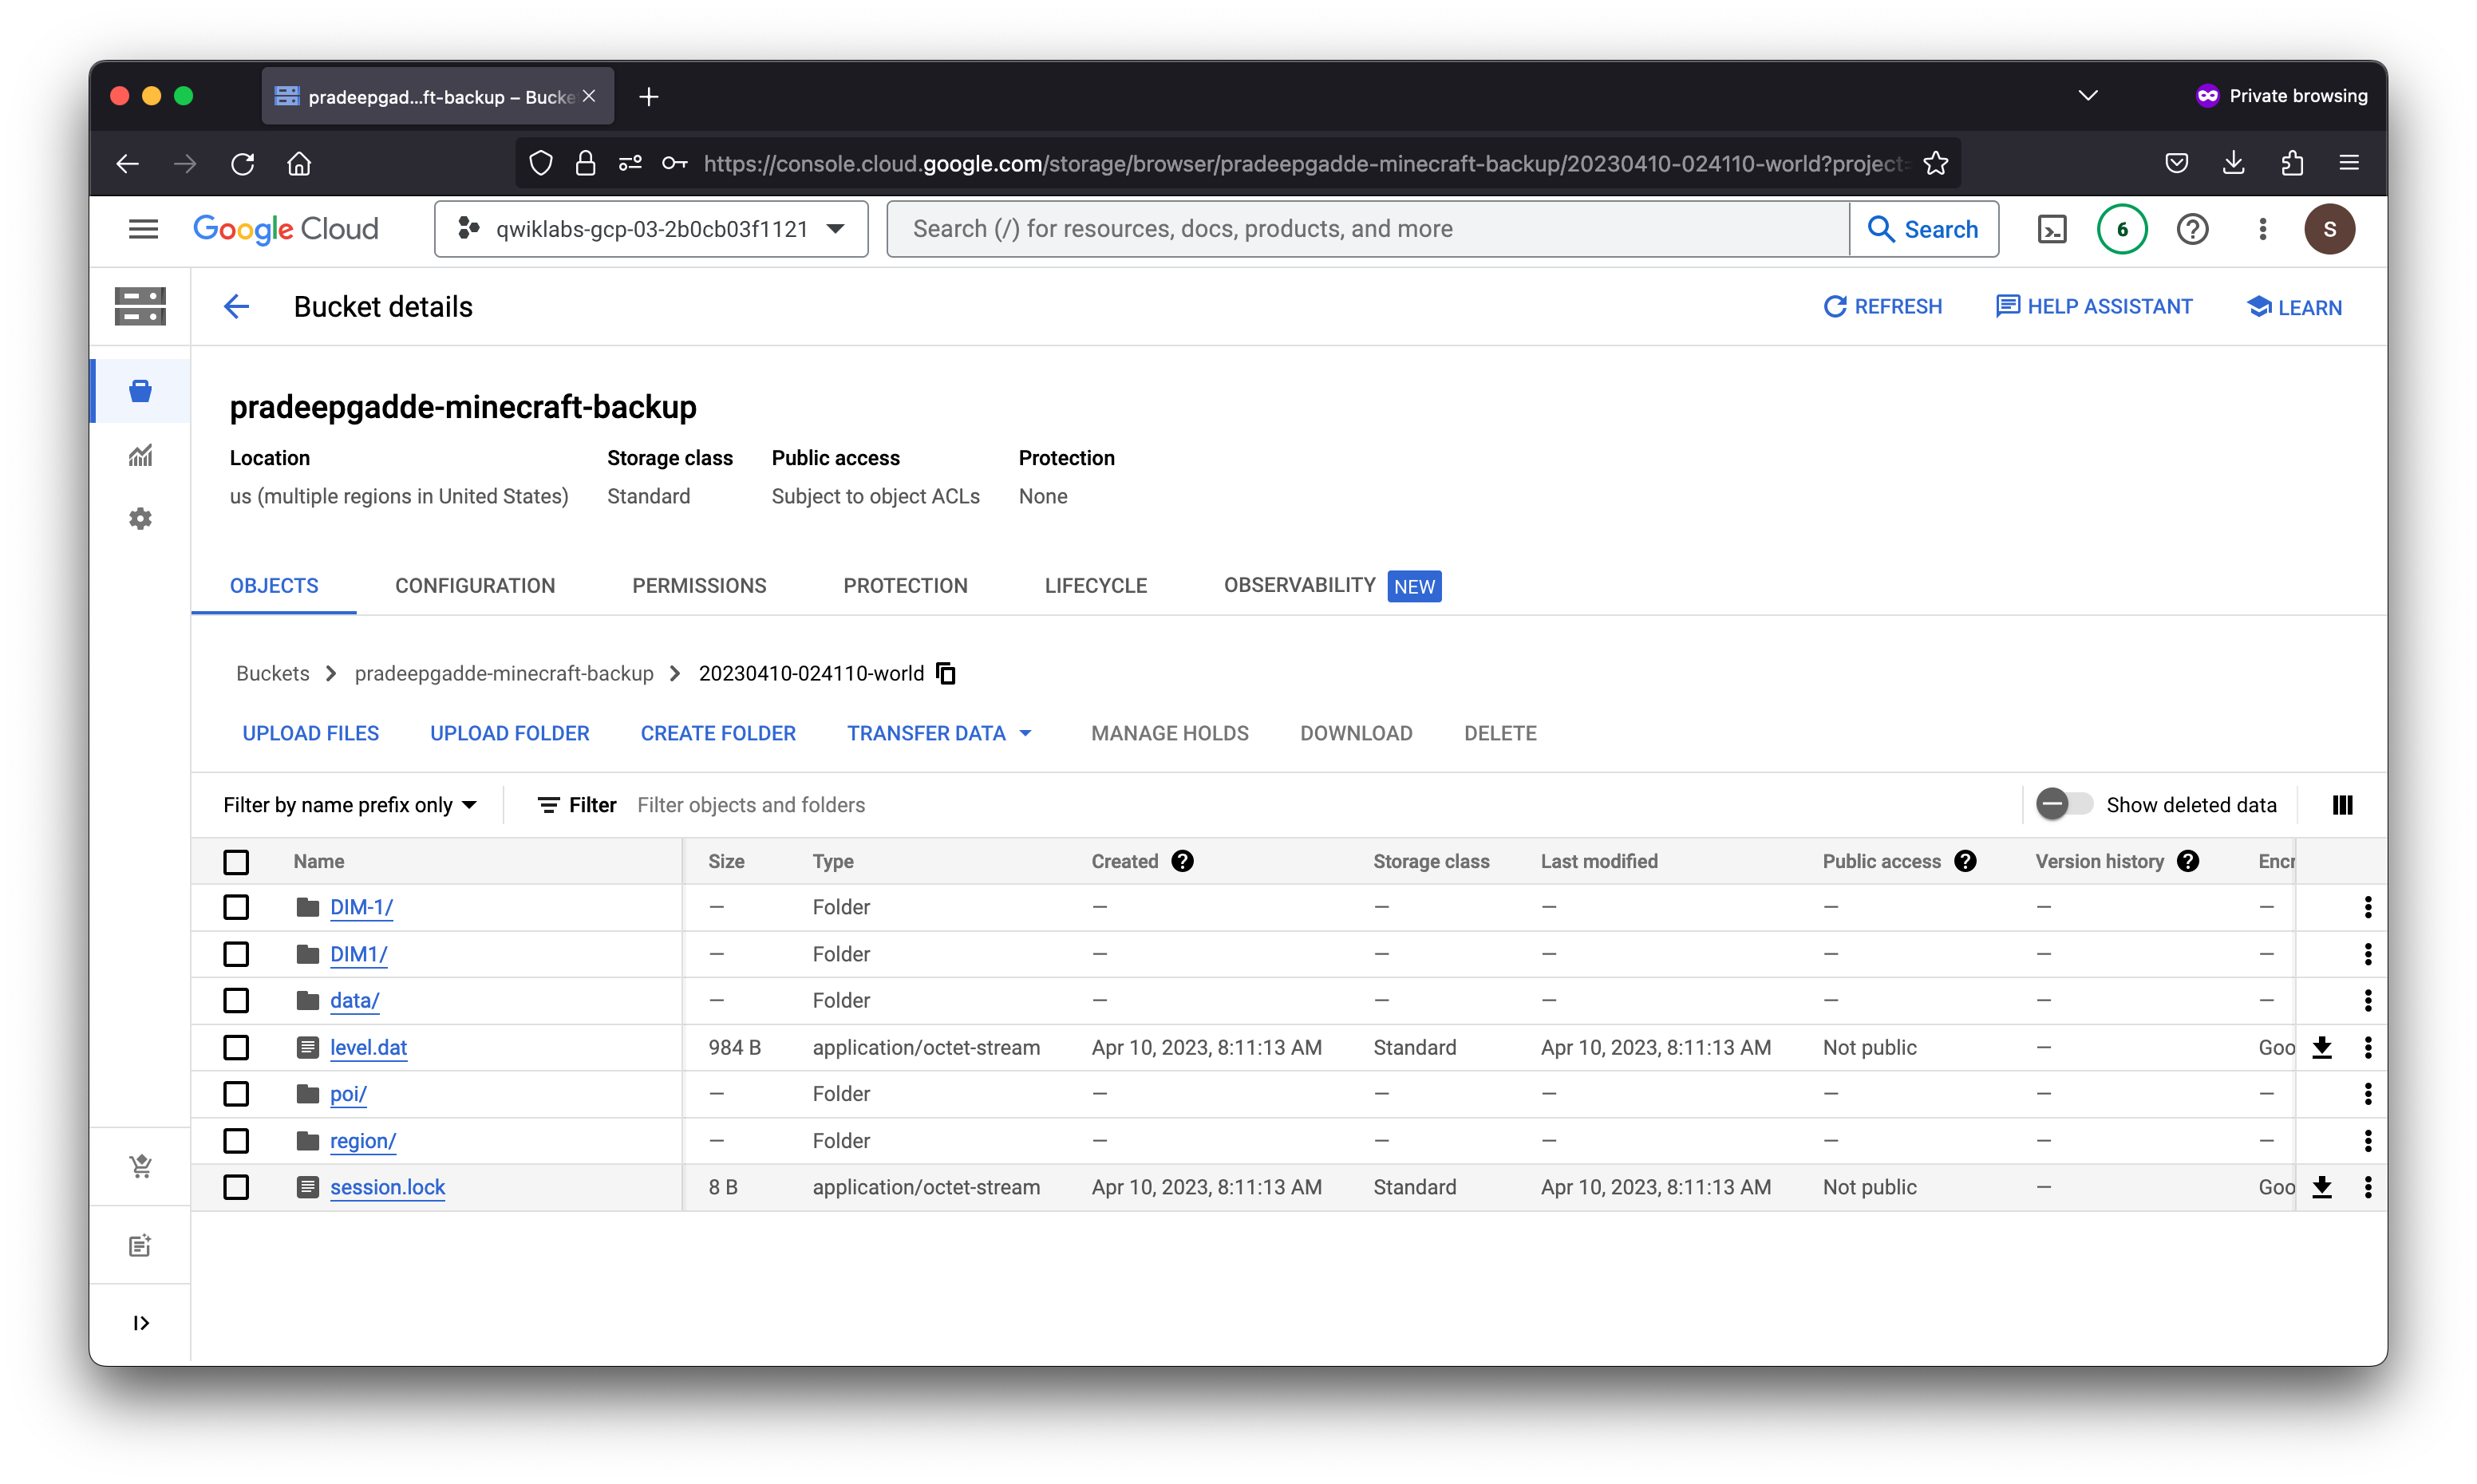 pradeepgad...ft-backup – Bucke
Private browsing
https://console.cloud.google.com/storage/browser/pradeepgadde-minecraft-backup/20230410-024110-world?project=
Google Cloud
qwiklabs-gcp-03-2b0cb03f1121
Search (/) for resources, docs, products, and more
Search
6
S
Bucket details
REFRESH
HELP ASSISTANT
LEARN
pradeepgadde-minecraft-backup
Location Storage class Public access Protection
us (multiple regions in United States) Standard Subject to object ACLs None
OBJECTS CONFIGURATION PERMISSIONS PROTECTION LIFECYCLE OBSERVABILITY NEW
Buckets > pradeepgadde-minecraft-backup > 20230410-024110-world
UPLOAD FILES UPLOAD FOLDER CREATE FOLDER TRANSFER DATA MANAGE HOLDS DOWNLOAD DELETE
Filter by name prefix only Filter Filter objects and folders Show deleted data
Name Size Type Created Storage class Last modified Public access Version history Encr
DIM-1/ — Folder — — — — — —
DIM1/ — Folder — — — — — —
data/ — Folder — — — — — —
level.dat 984 B application/octet-stream Apr 10, 2023, 8:11:13 AM Standard Apr 10, 2023, 8:11:13 AM Not public — Goo
poi/ — Folder — — — — — —
region/ — Folder — — — — — —
session.lock 8 B application/octet-stream Apr 10, 2023, 8:11:13 AM Standard Apr 10, 2023, 8:11:13 AM Not public — Goo